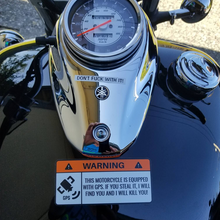 DON'T FUCK WITH IT!
WARNING
THIS MOTORCYCLE IS EQUIPPED
WITH GPS. IF YOU STEAL IT, I WILL
FIND YOU AND I WILL KILL YOU!